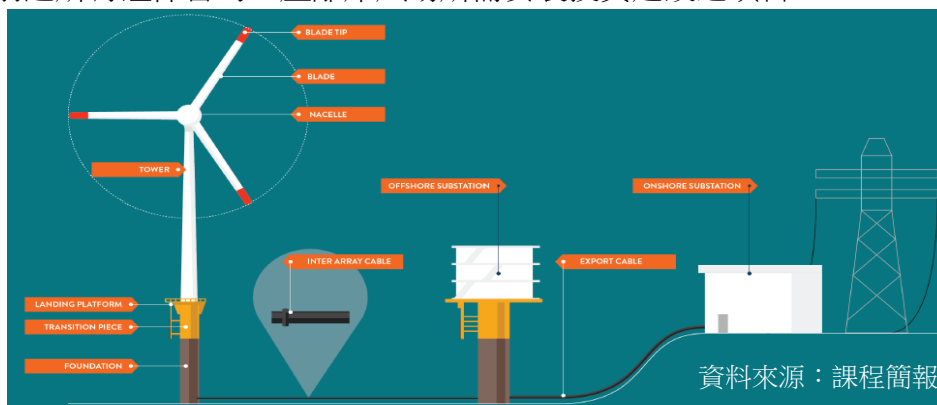 BLADE TIP
BLADE
NACELLE
TOWER
OFFSHORE SUBSTATION
ONSHORE SUBSTATION
INTER ARRAY CABLE
EXPORT CABLE
LANDING PLATFORM
TRANSITION PIECE
FOUNDATION
資料來源：課程簡報